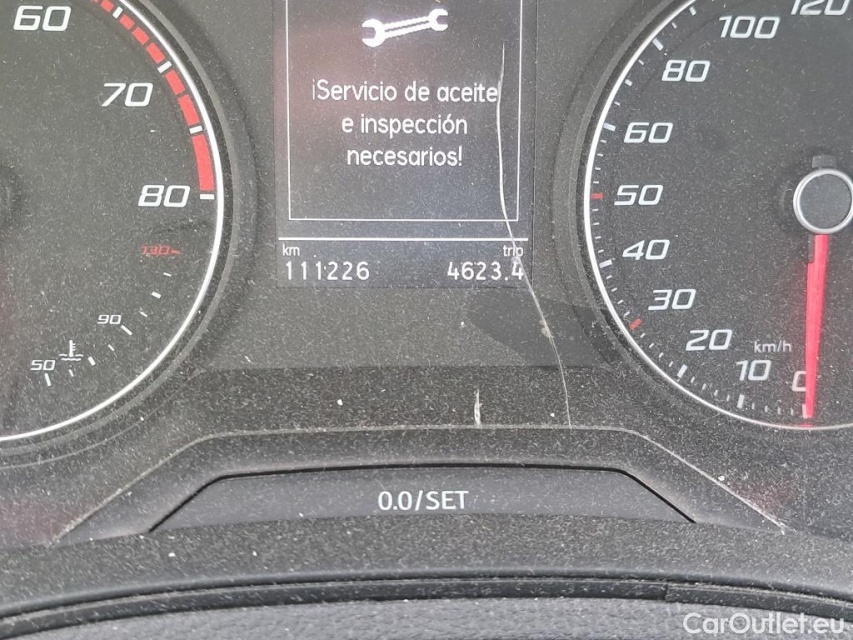 60
70
80
130
90
50
¡Servicio de aceite
e inspección
necesarios!
km trip
111226 4623.4
120
100
80
60
50
40
30
20
10
0
km/h
0.0/SET
CarOutlet.eu